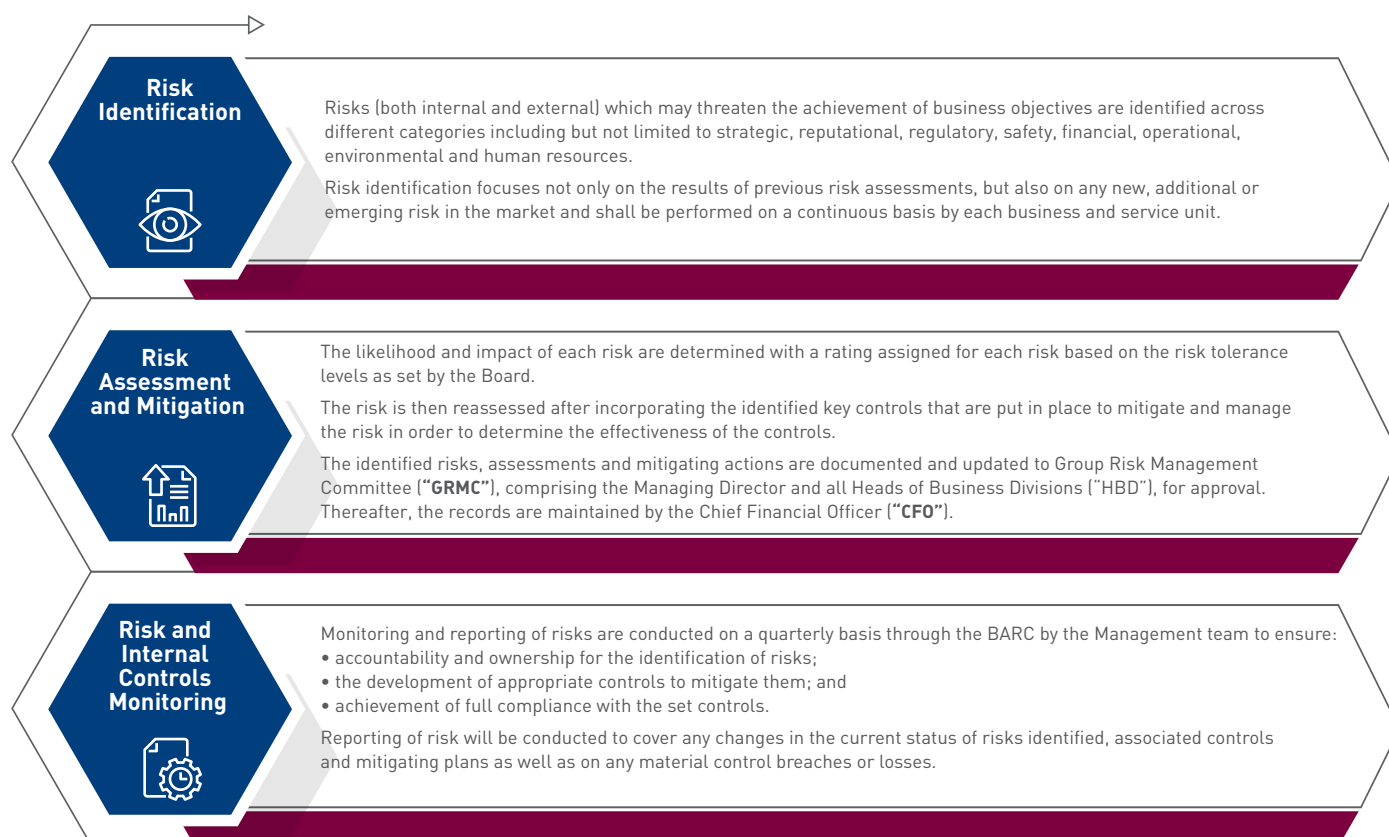 Risk
Identification
Risks (both internal and external) which may threaten the achievement of business objectives are identified across
different categories including but not limited to strategic, reputational, regulatory, safety, financial, operational,
environmental and human resources.
Risk identification focuses not only on the results of previous risk assessments, but also on any new, additional or
emerging risk in the market and shall be performed on a continuous basis by each business and service unit.
Risk
Assessment
and Mitigation
The likelihood and impact of each risk are determined with a rating assigned for each risk based on the risk tolerance
levels as set by the Board.
The risk is then reassessed after incorporating the identified key controls that are put in place to mitigate and manage
the risk in order to determine the effectiveness of the controls.
The identified risks, assessments and mitigating actions are documented and updated to Group Risk Management
Committee (“GRMC”), comprising the Managing Director and all Heads of Business Divisions (“HBD”), for approval.
Thereafter, the records are maintained by the Chief Financial Officer (“CFO”).
Risk and
Internal
Controls
Monitoring
Monitoring and reporting of risks are conducted on a quarterly basis through the BARC by the Management team to ensure:
• accountability and ownership for the identification of risks;
• the development of appropriate controls to mitigate them; and
• achievement of full compliance with the set controls.
Reporting of risk will be conducted to cover any changes in the current status of risks identified, associated controls
and mitigating plans as well as on any material control breaches or losses.